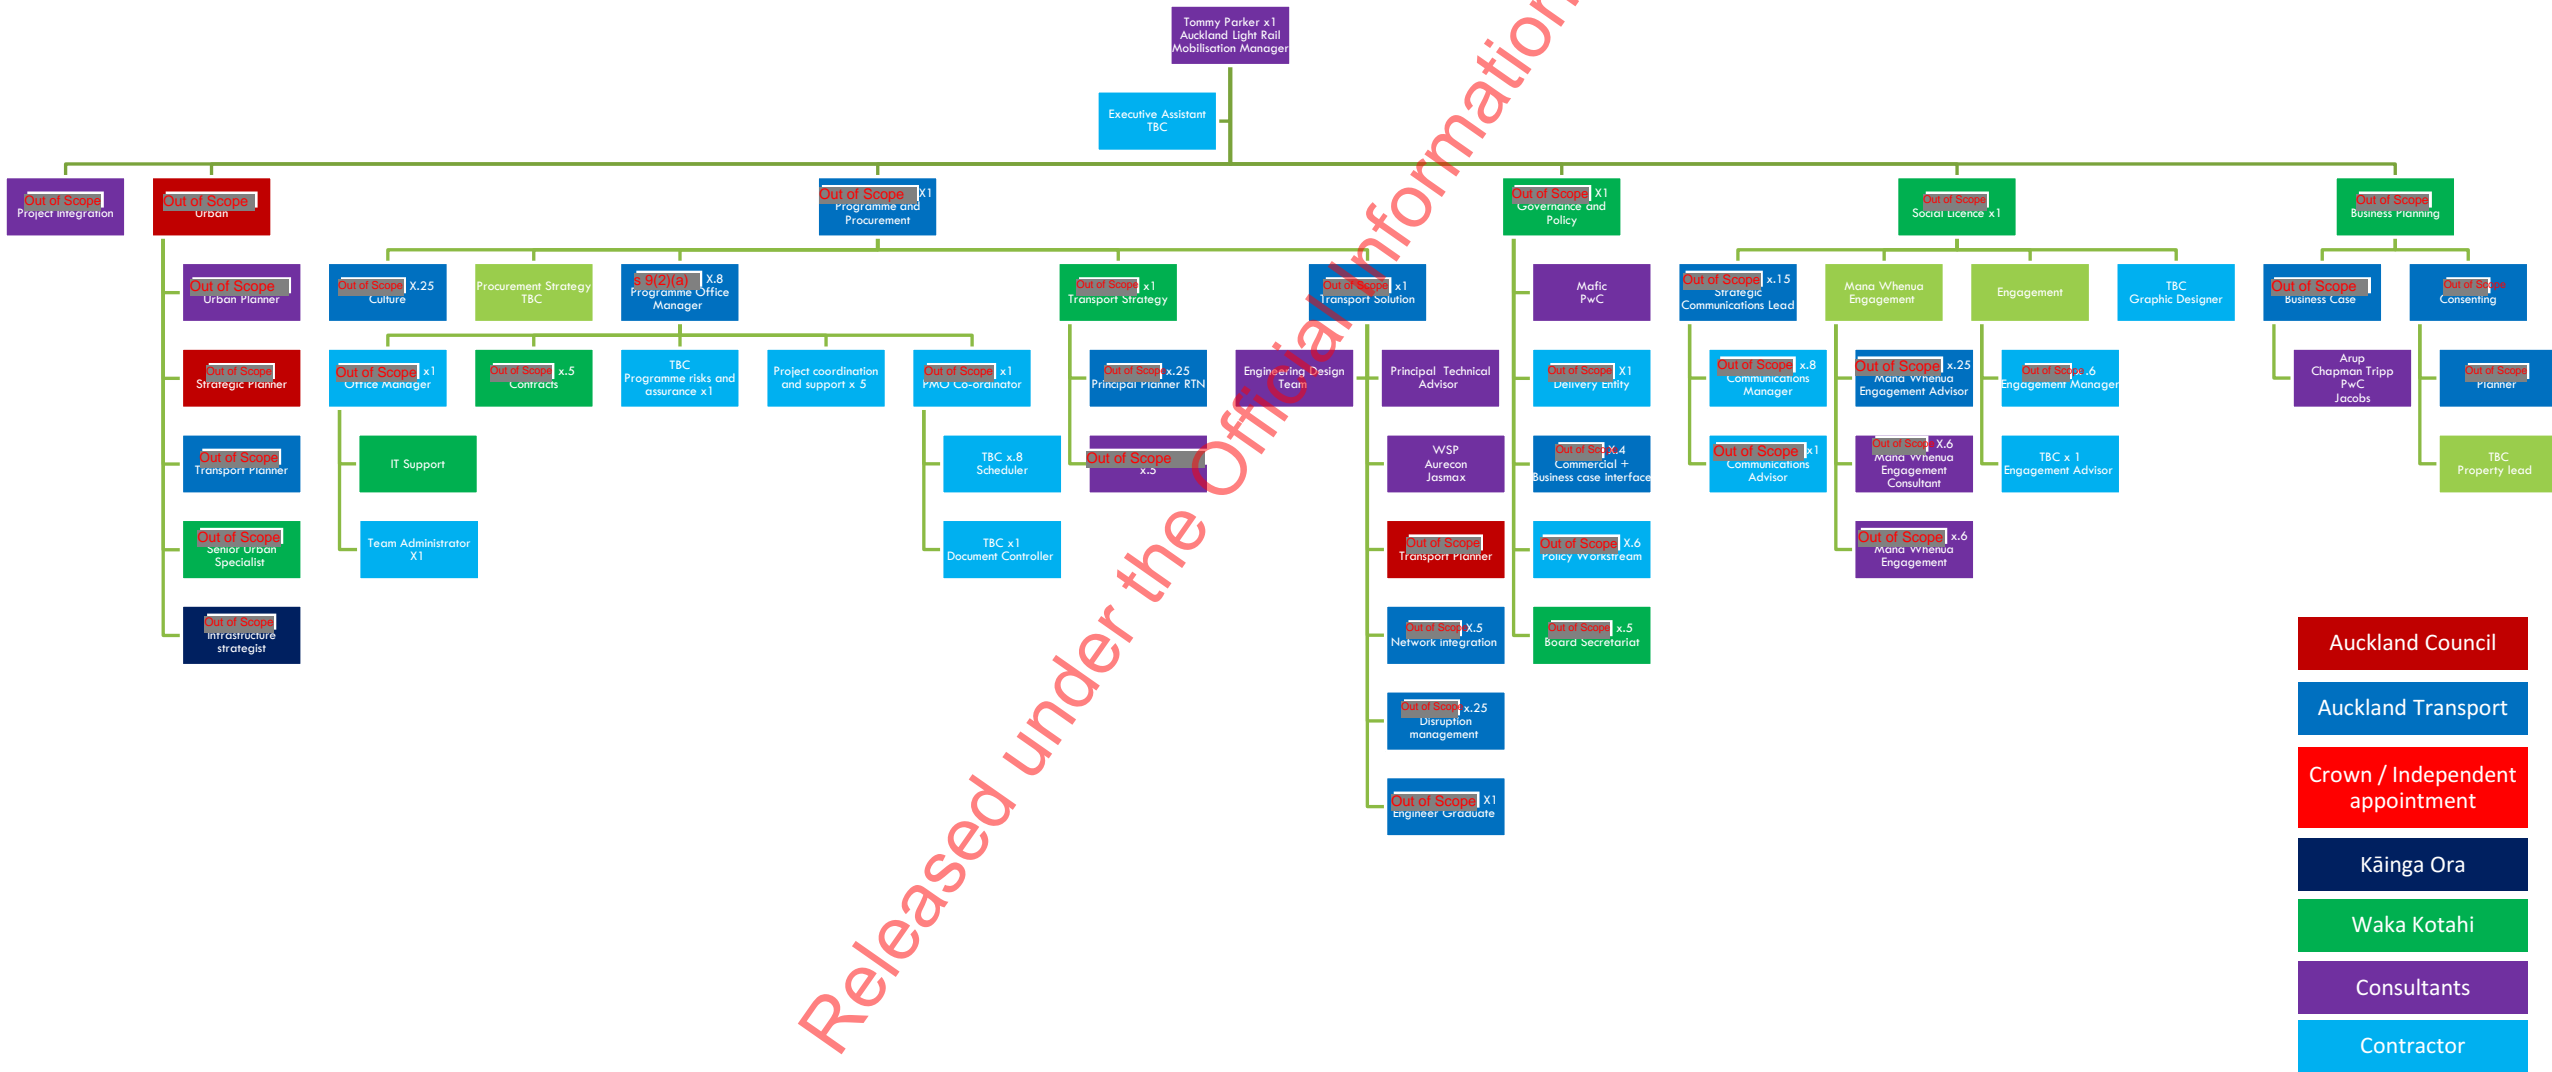 Tommy Parker x1
Auckland Light Rail
Mobilisation Manager
Executive Assistant
TBC
Out of Scope
Project Integration
Out of Scope
Urban
Out of Scope X1
Programme and
Procurement
Out of Scope X1
Governance and
Policy
Out of Scope
Social Licence x1
Out of Scope
Business Planning
Out of Scope
Urban Planner
Out of Scope X.25
Culture
Procurement Strategy
TBC
s 9(2)(a) X.8
Programme Office
Manager
Out of Scope x1
Transport Strategy
Out of Scope x1
Transport Solution
Mafic
PwC
Out of Scope x.15
Strategic
Communications Lead
Mana Whenua
Engagement
Engagement
TBC
Graphic Designer
Out of Scope
Business Case
Out of Scope
Consenting
Out of Scope
Strategic Planner
Out of Scope x1
Office Manager
Out of Scope x.5
Contracts
TBC
Programme risks and
assurance x1
Project coordination
and support x 5
Out of Scope x1
PMO Co-ordinator
Out of Scope x.25
Principal Planner RTN
Engineering Design
Team
Principal Technical
Advisor
Out of Scope X1
Delivery Entity
Out of Scope x.8
Communications
Manager
Out of Scope x.25
Mana Whenua
Engagement Advisor
Out of Scope x.6
Engagement Manager
Arup
Chapman Tripp
PwC
Jacobs
Out of Scope
Planner
Out of Scope
Transport Planner
IT Support
TBC x.8
Scheduler
Out of Scope
x.5
WSP
Aurecon
Jasmax
Out of Scope X.4
Commercial +
Business case interface
Out of Scope x1
Communications
Advisor
Out of Scope X.6
Mana Whenua
Engagement
Consultant
TBC x 1
Engagement Advisor
TBC
Property lead
Out of Scope
Senior Urban
Specialist
Team Administrator
X1
TBC x1
Document Controller
Out of Scope
Transport Planner
Out of Scope X.6
Policy Workstream
Out of Scope x.6
Mana Whenua
Engagement
Out of Scope
Infrastructure
strategist
Out of Scope X.5
Network integration
Out of Scope x.5
Board Secretariat
Out of Scope x.25
Disruption
management
Out of Scope X1
Engineer Graduate
Auckland Council
Auckland Transport
Crown / Independent
appointment
Kāinga Ora
Waka Kotahi
Consultants
Contractor
Released under the Official Information